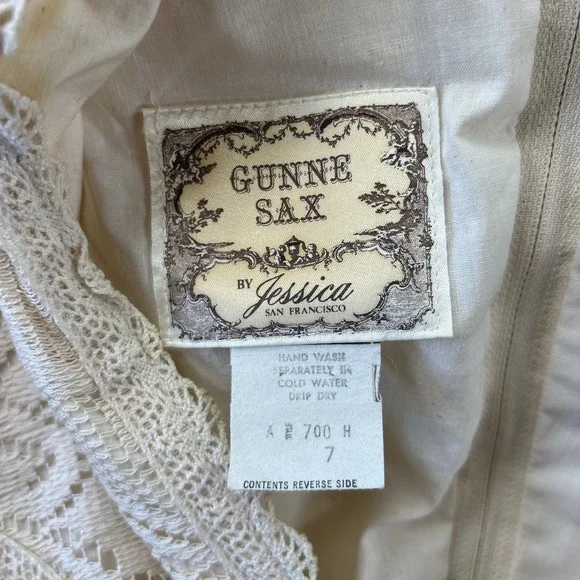 GUNNE
SAX
BY Jessica
SAN FRANCISCO
HAND WASH
SEPARATELY IN
COLD WATER
DRIP DRY
A 700 H
7
CONTENTS REVERSE SIDE